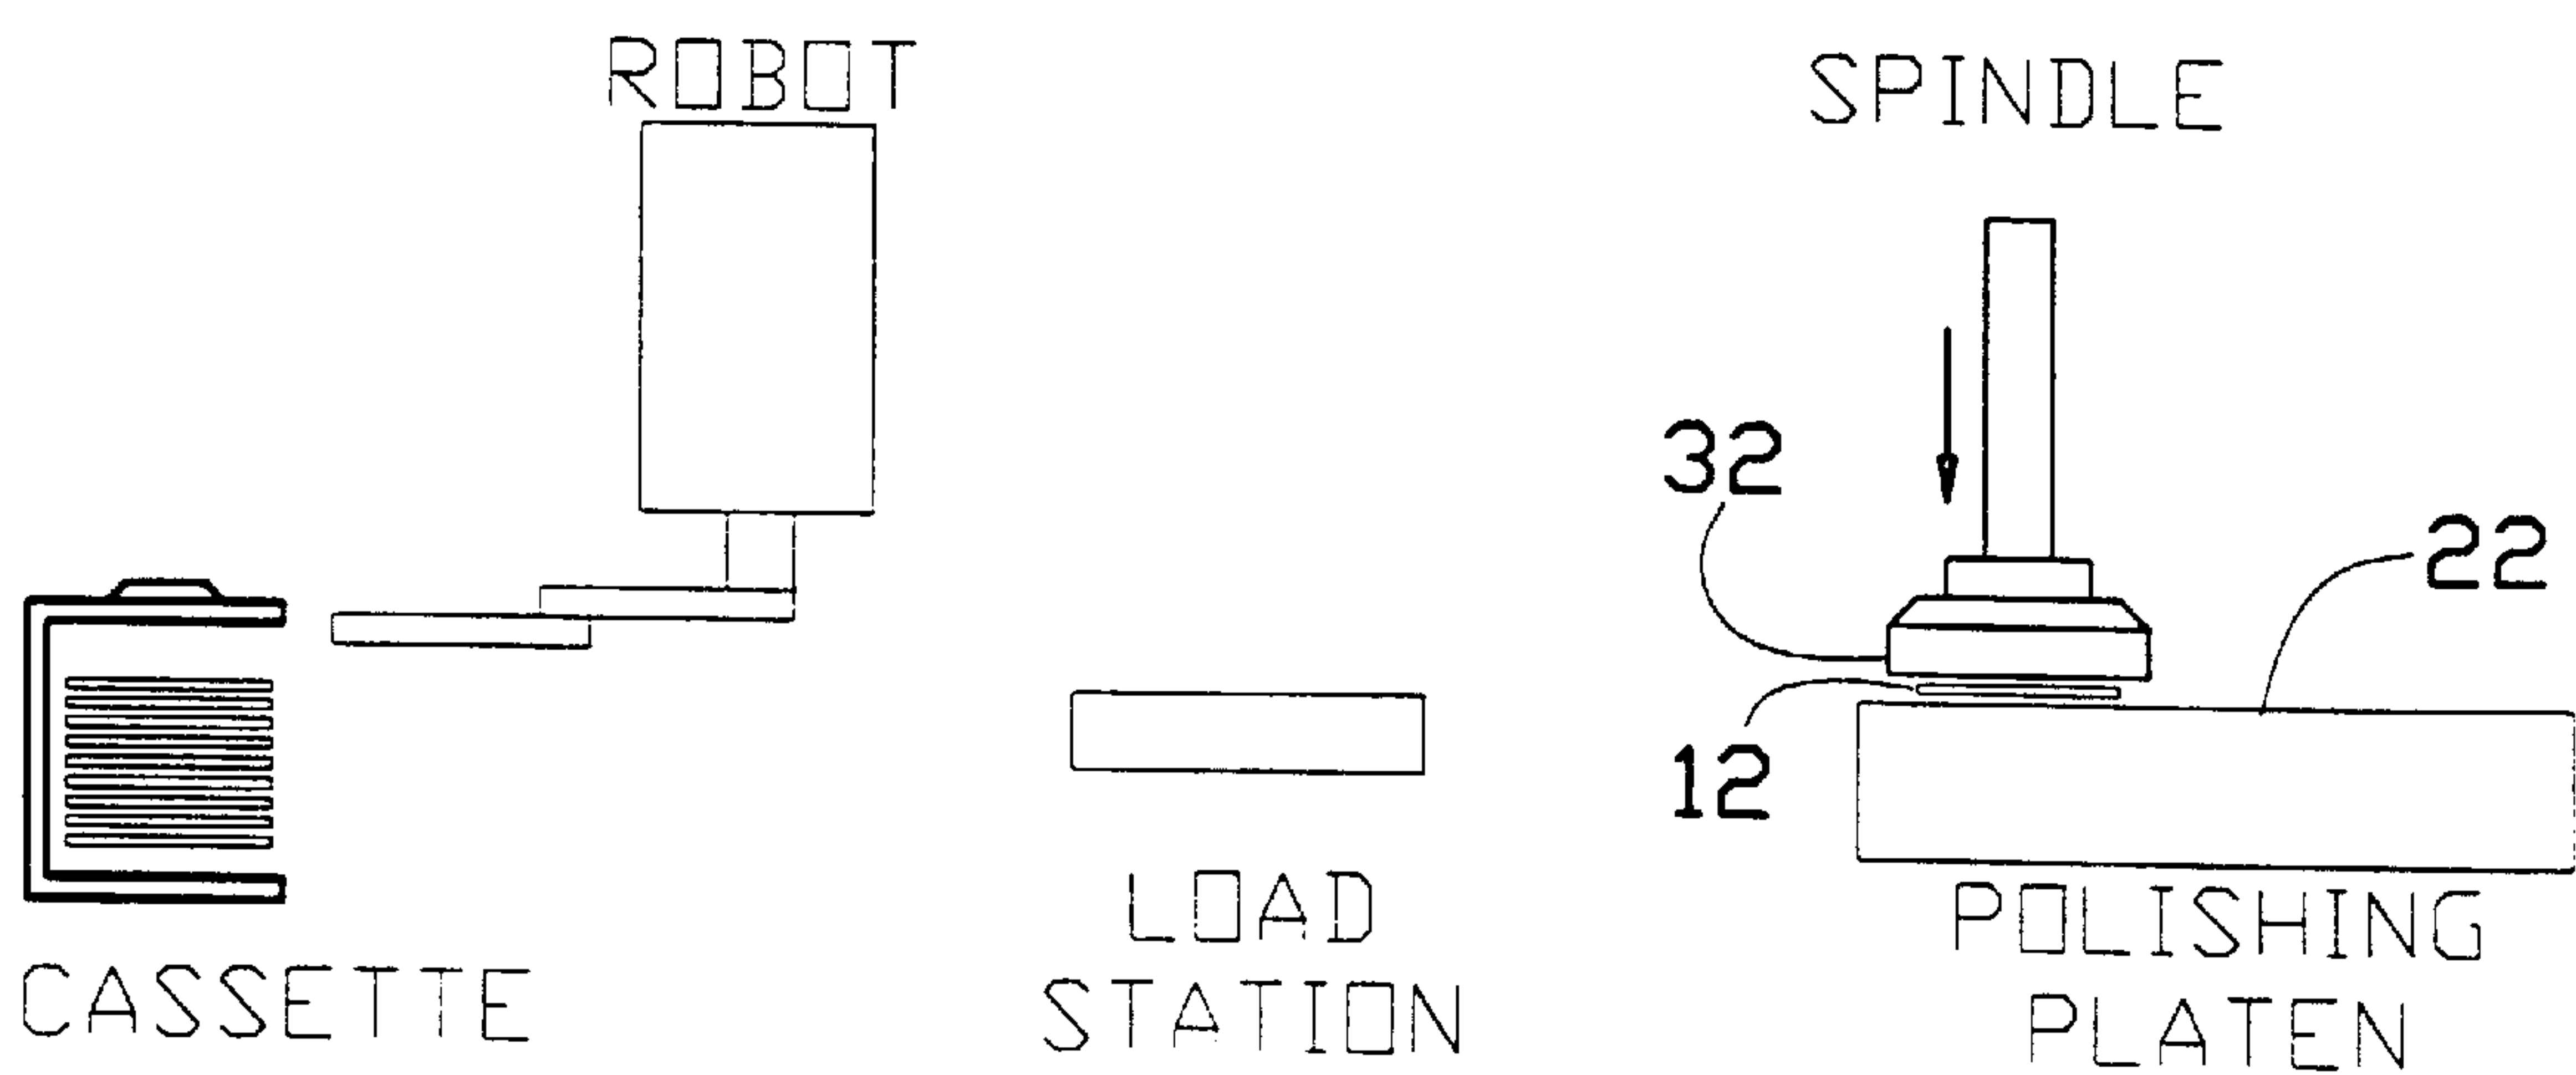 ROBOT
SPINDLE
32
22
12
CASSETTE
LOAD
STATION
POLISHING
PLATEN